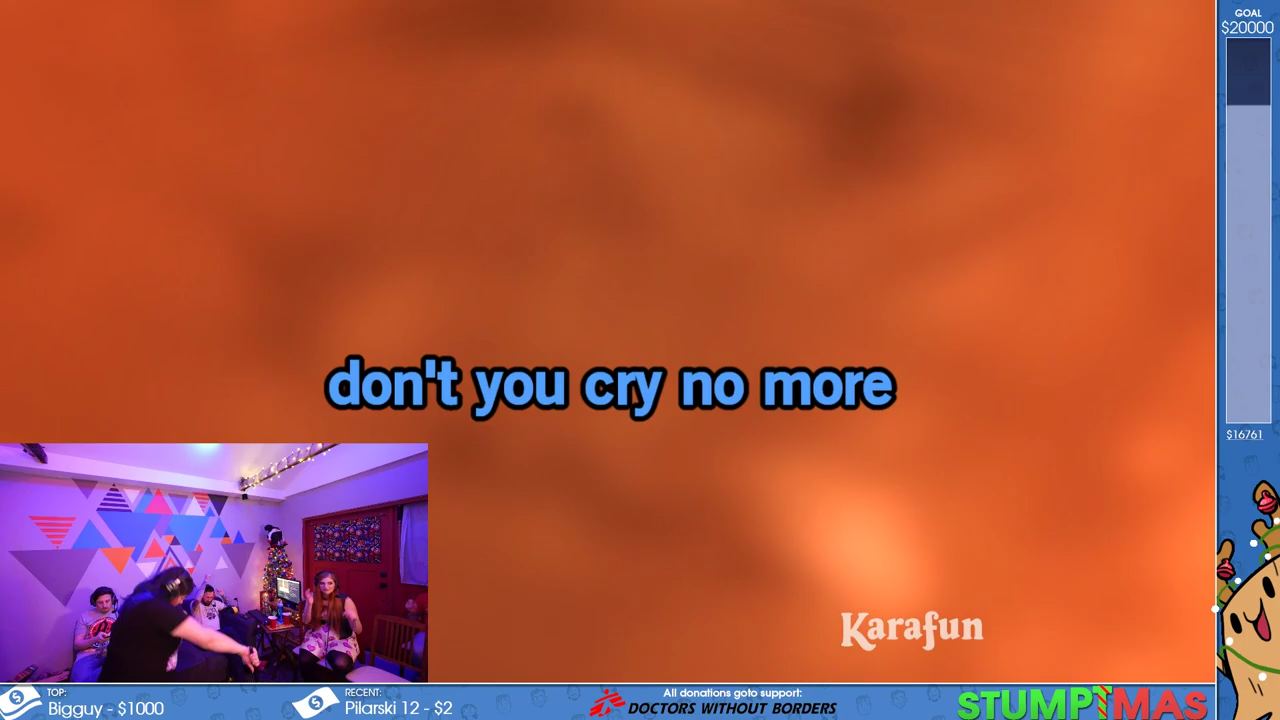 GOAL
$20000
don't you cry no more
$16761
Karafun
TOP:
Bigguy - $1000
RECENT:
Pilarski 12 - $2
All donations goto support:
DOCTORS WITHOUT BORDERS
STUMPTMAS